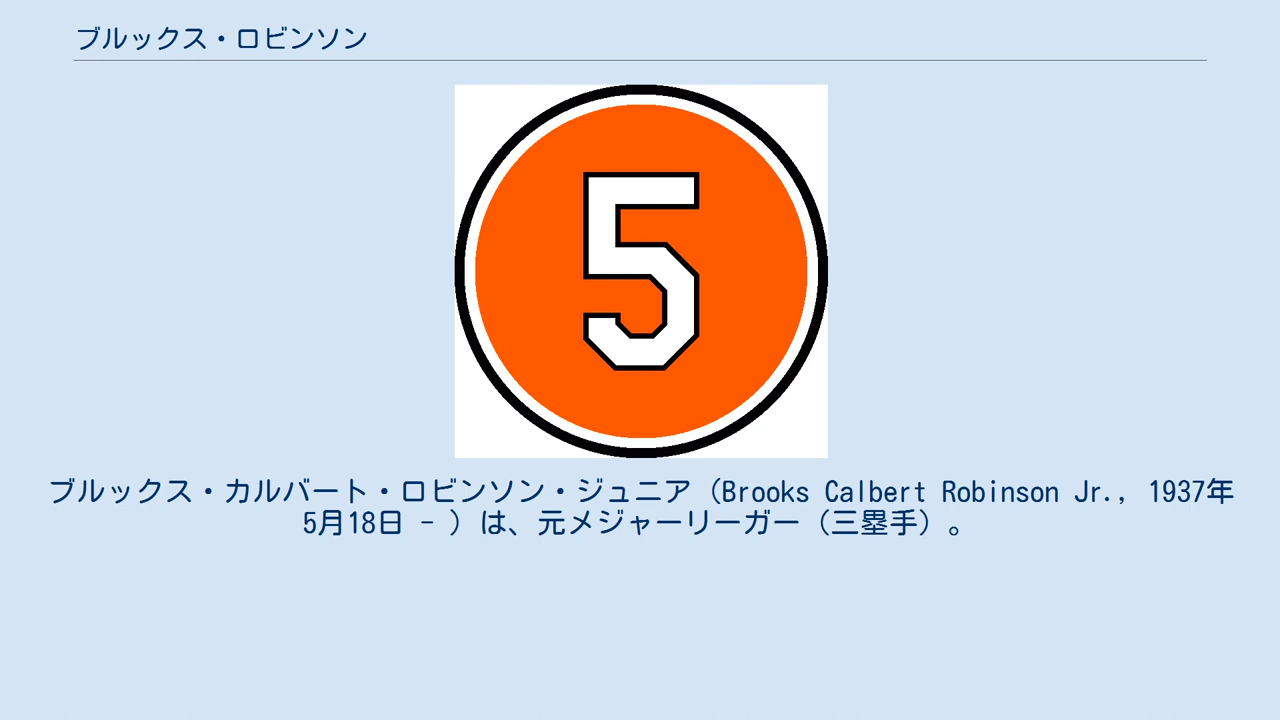 ブルックス・ロビンソン
5
ブルックス・カルバート・ロビンソン・ジュニア（Brooks Calbert Robinson Jr., 1937年
5月18日 - ）は、元メジャーリーガー（三塁手）。